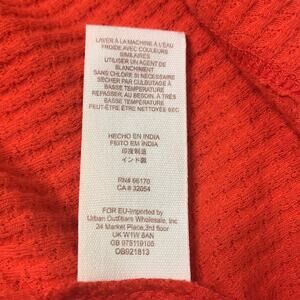 LAVER À LA MACHINE À L'EAU
FROIDE AVEC COULEURS
SIMILAIRES
UTILISER UN AGENT DE
BLANCHIMENT
SANS CHLORE SI NÉCESSAIRE
SÉCHER PAR CULBUTAGE À
BASSE TEMPÉRATURE
REPASSER, AU BESOIN, À TRÈS
BASSE TEMPÉRATURE
PEUT-ÊTRE ÊTRE NETTOYÉ SEC
HECHO EN INDIA
FEITO EM ÍNDIA
印度制造
インド製
RN# 66170
CA# 32054
FOR EU-Imported by
Urban Outfitters Wholesale, Inc
24 Market Place,3rd floor
UK W1W 8AN
GB 975119105
DB921813